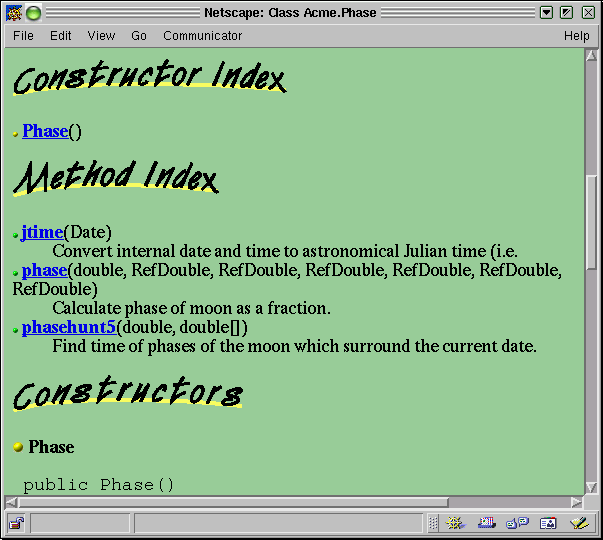 Netscape: Class Acme.Phase
File Edit View Go Communicator Help
Constructor Index
Phase()
Method Index
jtime(Date)
Convert internal date and time to astronomical Julian time (i.e.
phase(double, RefDouble, RefDouble, RefDouble, RefDouble, RefDouble,
RefDouble)
Calculate phase of moon as a fraction.
phasehunt5(double, double[])
Find time of phases of the moon which surround the current date.
Constructors
Phase
public Phase()